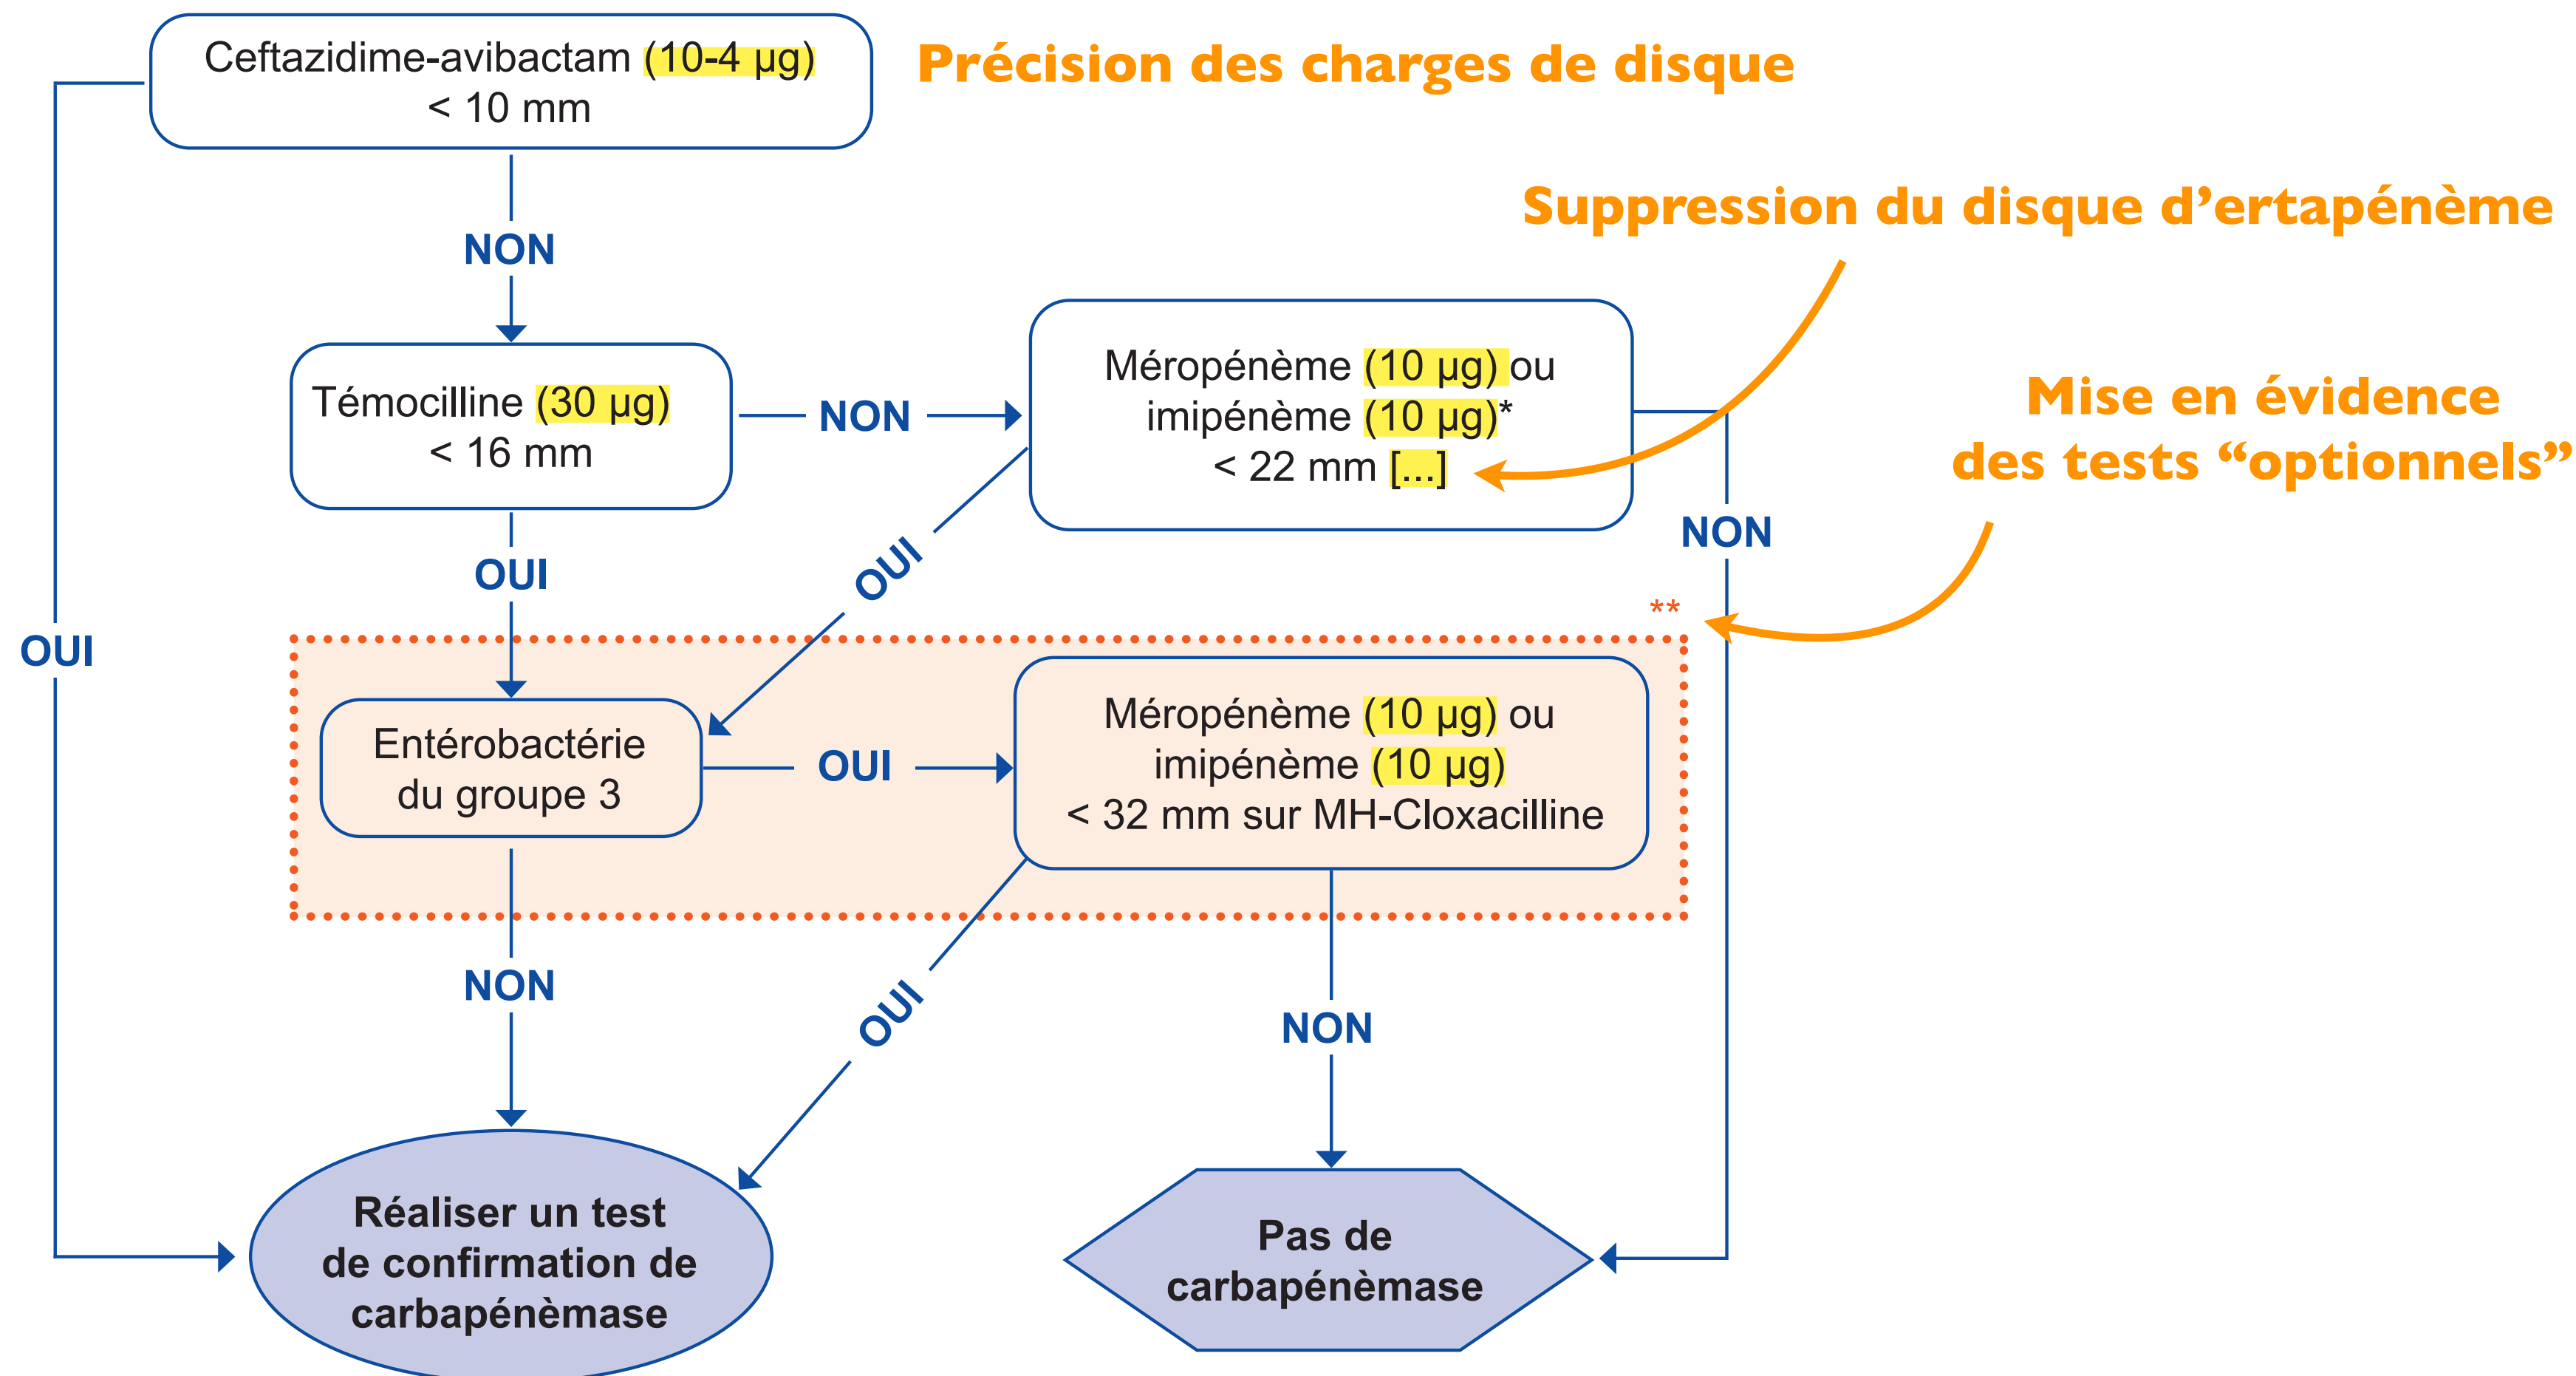 Ceftazidime-avibactam (10-4 µg)
< 10 mm
Précision des charges de disque
Suppression du disque d’ertapénème
NON
Mise en évidence
des tests “optionnels”
Témocilline (30 µg)
< 16 mm
NON
Méropénème (10 µg) ou
imipénème (10 µg)*
< 22 mm [...]
NON
OUI
OUI
**
OUI
Entérobactérie
du groupe 3
OUI
Méropénème (10 µg) ou
imipénème (10 µg)
< 32 mm sur MH-Cloxacilline
NON
OUI
NON
Réaliser un test
de confirmation de
carbapénèmase
Pas de
carbapénèmase